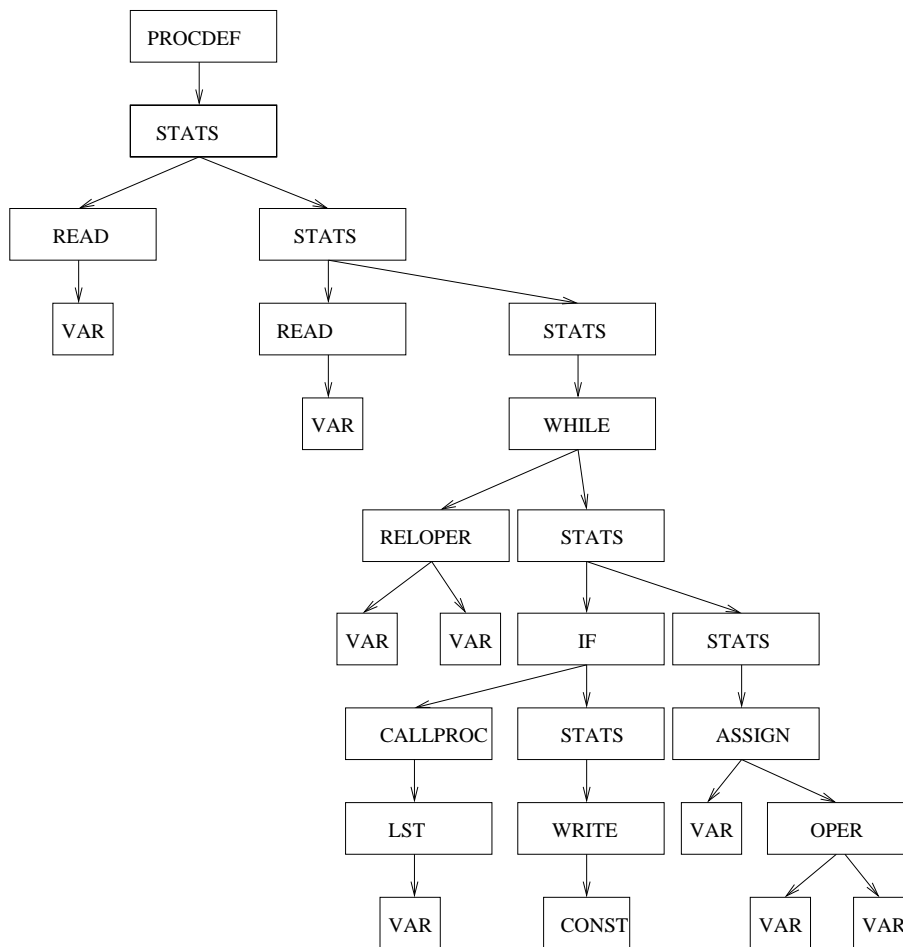 PROCDEF
STATS
READ
STATS
VAR
READ
STATS
VAR
WHILE
RELOPER
STATS
VAR
VAR
IF
STATS
CALLPROC
STATS
ASSIGN
LST
WRITE
VAR
OPER
VAR
CONST
VAR
VAR